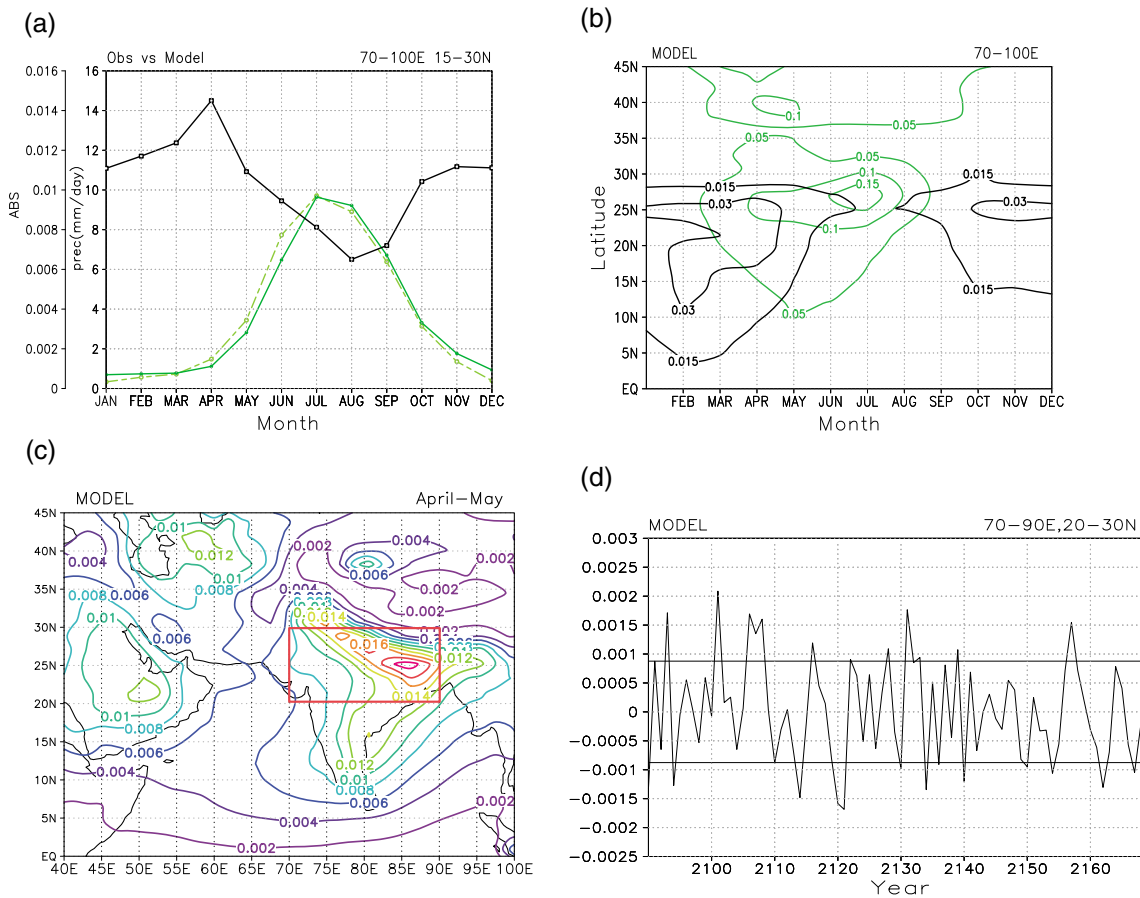 (a)
Obs vs Model 70-100E 15-30N
0.016 16
0.014 14
0.012 12
0.01 10
0.008 8
0.006 6
0.004 4
0.002 2
0 0
ABS
prec(mm/day)
JAN FEB MAR APR MAY JUN JUL AUG SEP OCT NOV DEC
Month
(b)
MODEL 70-100E
45N
40N
35N
30N
25N
20N
15N
10N
5N
EQ
Latitude
0.1
0.05
0.05
0.1
0.15
0.1
0.05
0.015
0.03
0.03
0.015
0.015
0.03
0.015
FEB MAR APR MAY JUN JUL AUG SEP OCT NOV DEC
Month
(c)
MODEL April-May
45N
40N
35N
30N
25N
20N
15N
10N
5N
EQ
0.01
0.002
0.004
0.004
0.012
0.006
0.01
0.008
0.006
0.008
0.004
0.002
0.002
0.01
0.014
0.006
0.016
0.012
0.014
0.01
0.008
0.006
0.004
0.012
0.01
0.008
0.006
0.002
0.004
0.002
40E 45E 50E 55E 60E 65E 70E 75E 80E 85E 90E 95E 100E
(d)
MODEL 70-90E,20-30N
0.003
0.0025
0.002
0.0015
0.001
0.0005
0
-0.0005
-0.001
-0.0015
-0.002
-0.0025
2100 2110 2120 2130 2140 2150 2160
Year